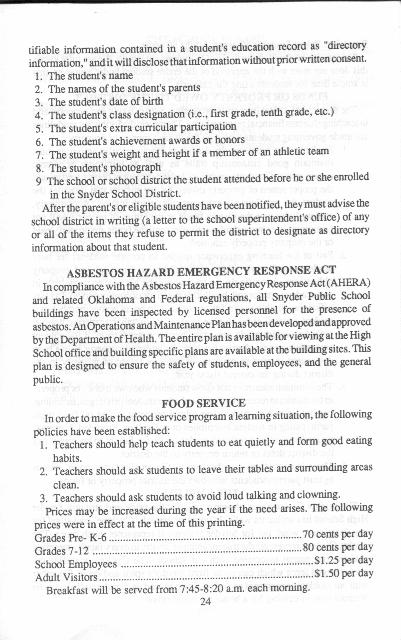 tifiable information contained in a student's education record as "directory
information," and it will disclose that information without prior written consent.
1. The student's name
2. The names of the student's parents
3. The student's date of birth
4. The student's class designation (i.e., first grade, tenth grade, etc.)
5. The student's extra curricular participation
6. The student's achievement awards or honors
7. The student's weight and height if a member of an athletic team
8. The student's photograph
9 The school or school district the student attended before he or she enrolled
in the Snyder School District.
After the parent's or eligible students have been notified, they must advise the
school district in writing (a letter to the school superintendent's office) of any
or all of the items they refuse to permit the district to designate as directory
information about that student.
ASBESTOS HAZARD EMERGENCY RESPONSE ACT
In compliance with the Asbestos Hazard Emergency Response Act (AHERA)
and related Oklahoma and Federal regulations, all Snyder Public School
buildings have been inspected by licensed personnel for the presence of
asbestos. An Operations and Maintenance Plan has been developed and approved
by the Department of Health. The entire plan is available for viewing at the High
School office and building specific plans are available at the building sites. This
plan is designed to ensure the safety of students, employees, and the general
public.
FOOD SERVICE
In order to make the food service program a learning situation, the following
policies have been established:
1. Teachers should help teach students to eat quietly and form good eating
habits.
2. Teachers should ask students to leave their tables and surrounding areas
clean.
3. Teachers should ask students to avoid loud talking and clowning.
Prices may be increased during the year if the need arises. The following
prices were in effect at the time of this printing.
Grades Pre- K-6 ............................................................70 cents per day
Grades 7-12 ................................................................80 cents per day
School Employees ..........................................................$1.25 per day
Adult Visitors................................................................$1.50 per day
Breakfast will be served from 7:45-8:20 a.m. each morning.
24